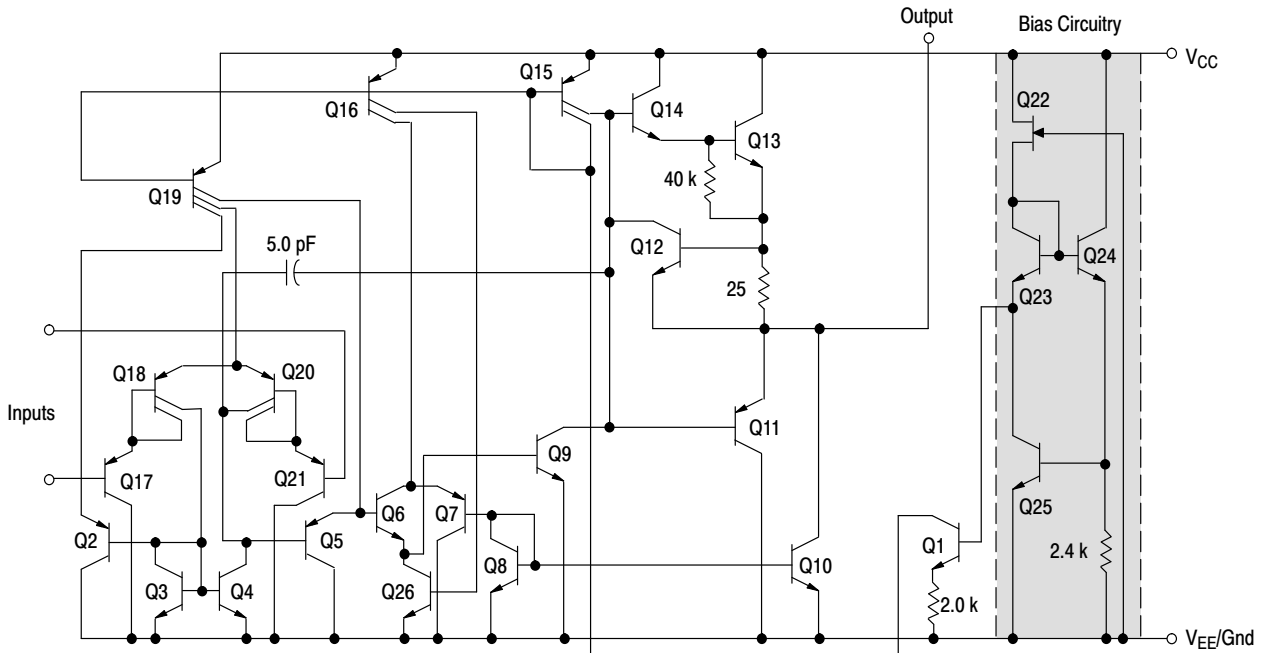 Output
Bias Circuitry
VCC
Q15
Q22
Q16
Q14
Q13
Q19
40 k
Q12
Q24
5.0 pF
25
Q23
Q18
Q20
Inputs
Q11
Q9
Q17
Q21
Q6
Q7
Q25
Q2
Q5
Q1
Q10
2.4 k
Q8
Q3
Q4
Q26
2.0 k
VEE/Gnd